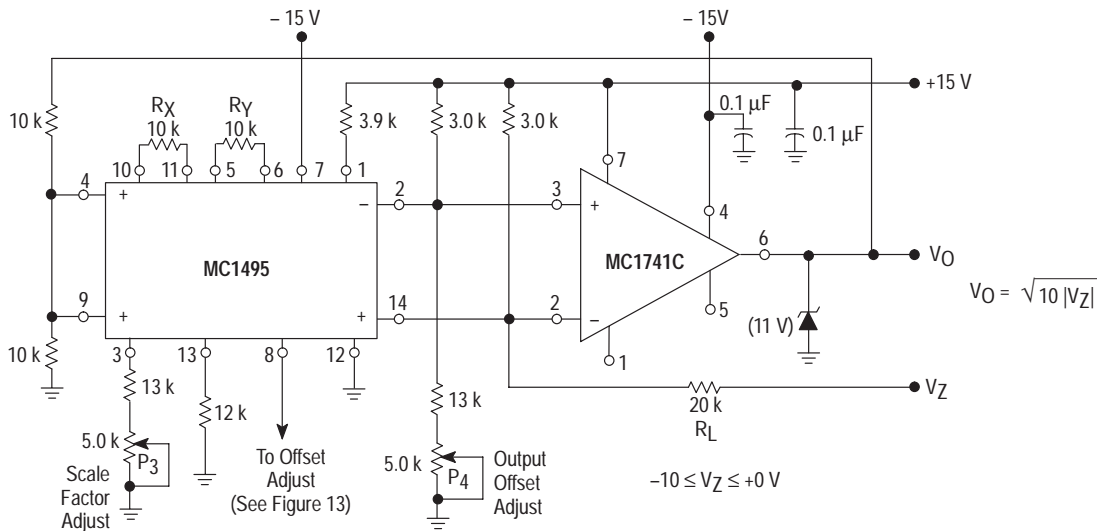 – 15 V
– 15V
+15 V
10 k
RX
10 k
RY
10 k
3.9 k
3.0 k
3.0 k
0.1 µF
0.1 µF
10
11
5
6
7
1
7
4
+
–
2
3
+
4
MC1495
MC1741C
6
VO
VO = √10 |VZ|
9
+
14
+
2
–
5
(11 V)
10 k
3
13
8
12
1
13 k
12 k
13 k
20 k
RL
VZ
5.0 k
P3
Scale
Factor
Adjust
To Offset
Adjust
(See Figure 13)
5.0 k
P4
Output
Offset
Adjust
–10 ≤ VZ ≤ +0 V